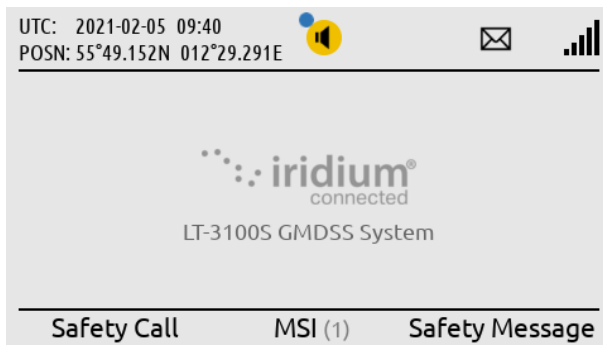 UTC: 2021-02-05 09:40
POSN: 55°49.152N 012°29.291E
iridium®
connected
LT-3100S GMDSS System
Safety Call MSI (1) Safety Message